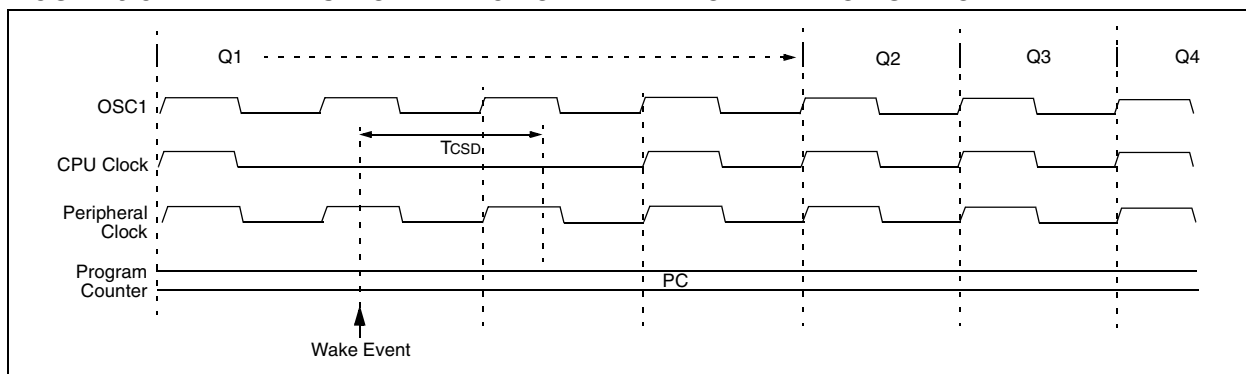 Q1 Q2 Q3 Q4
OSC1
TCSD
CPU Clock
Peripheral
Clock
Program
Counter
PC
Wake Event